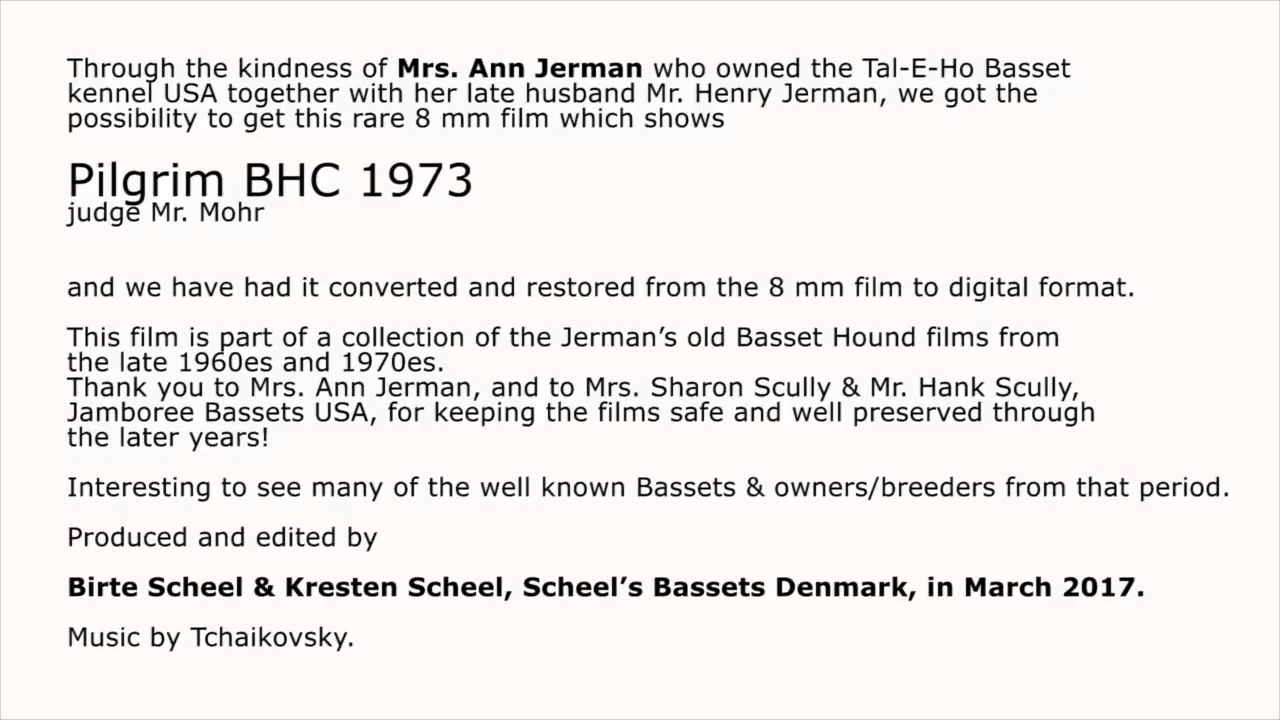 Through the kindness of Mrs. Ann Jerman who owned the Tal-E-Ho Basset
kennel USA together with her late husband Mr. Henry Jerman, we got the
possibility to get this rare 8 mm film which shows
Pilgrim BHC 1973
judge Mr. Mohr
and we have had it converted and restored from the 8 mm film to digital format.
This film is part of a collection of the Jerman’s old Basset Hound films from
the late 1960es and 1970es.
Thank you to Mrs. Ann Jerman, and to Mrs. Sharon Scully & Mr. Hank Scully,
Jamboree Bassets USA, for keeping the films safe and well preserved through
the later years!
Interesting to see many of the well known Bassets & owners/breeders from that period.
Produced and edited by
Birte Scheel & Kresten Scheel, Scheel’s Bassets Denmark, in March 2017.
Music by Tchaikovsky.